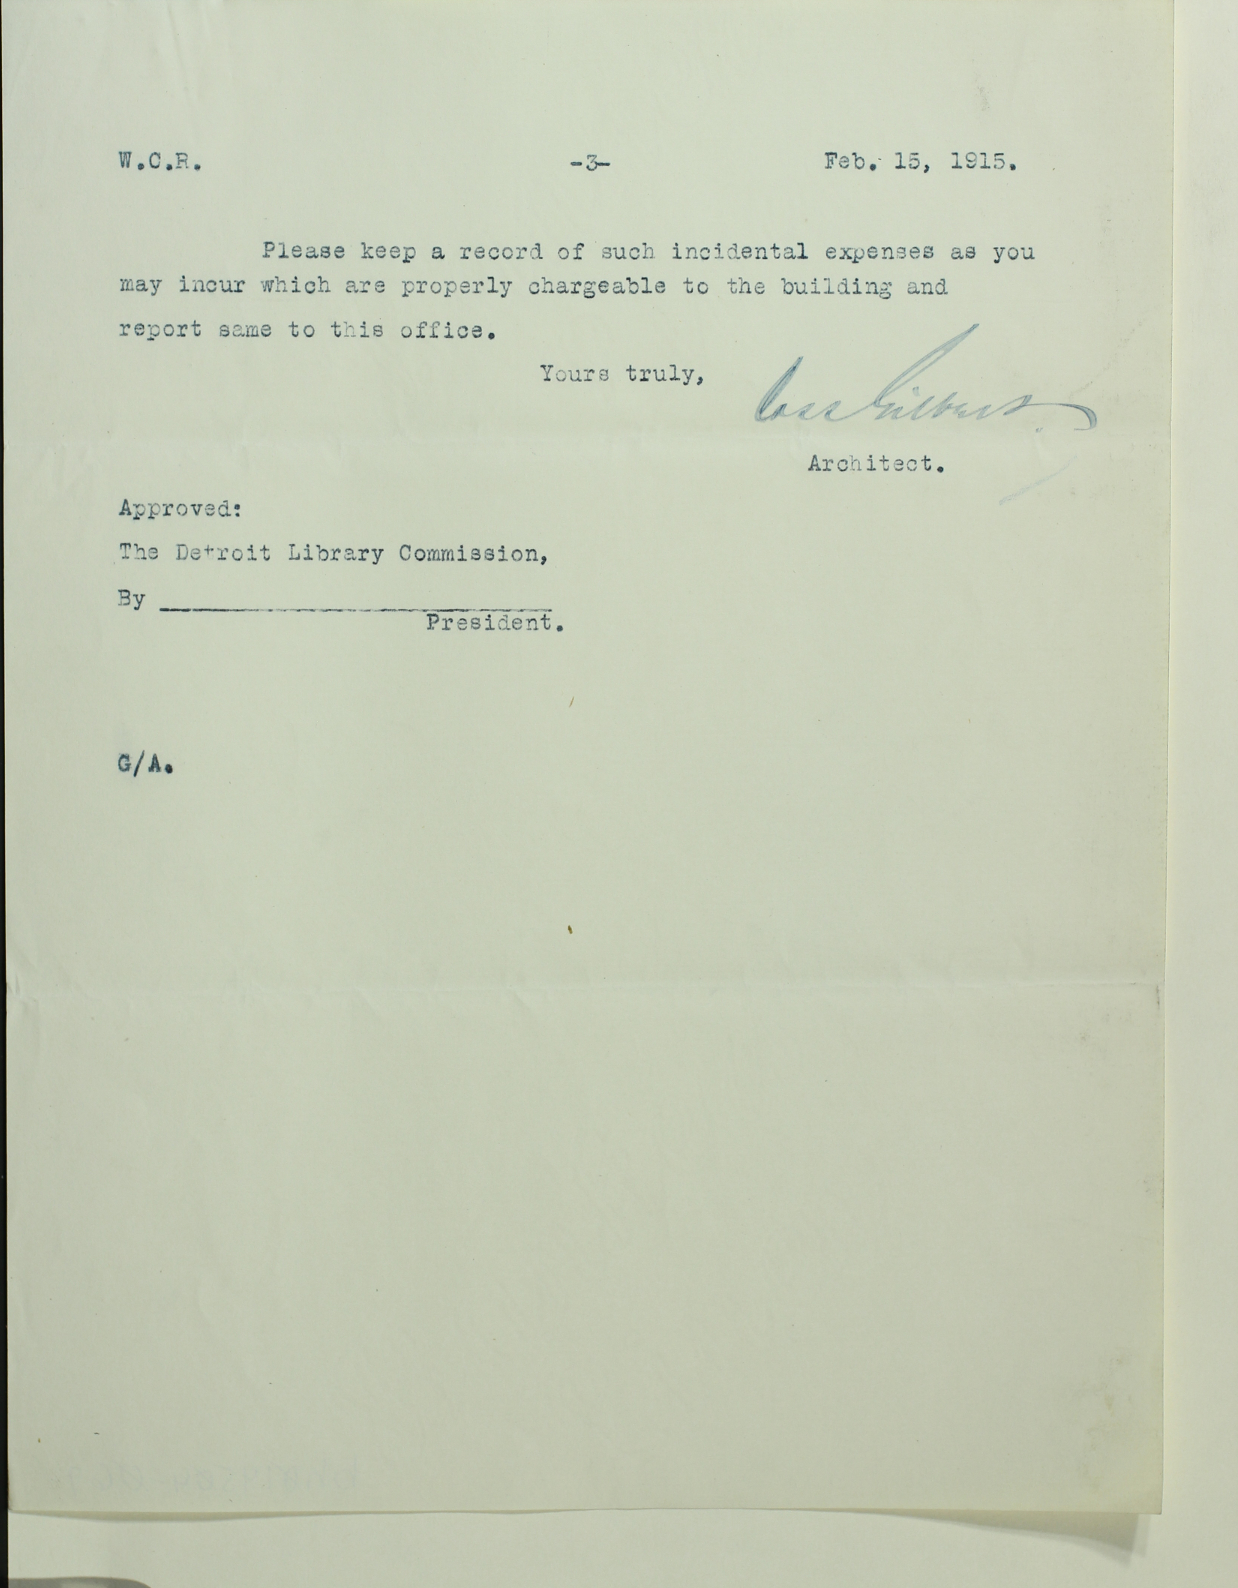 W.C.R. -3- Feb. 15, 1915.
Please keep a record of such incidental expenses as you
may incur which are properly chargeable to the building and
report same to this office.
Yours truly,
Cass Gilbert
Architect.
Approved:
The Detroit Library Commission,
By
President.
G/A.